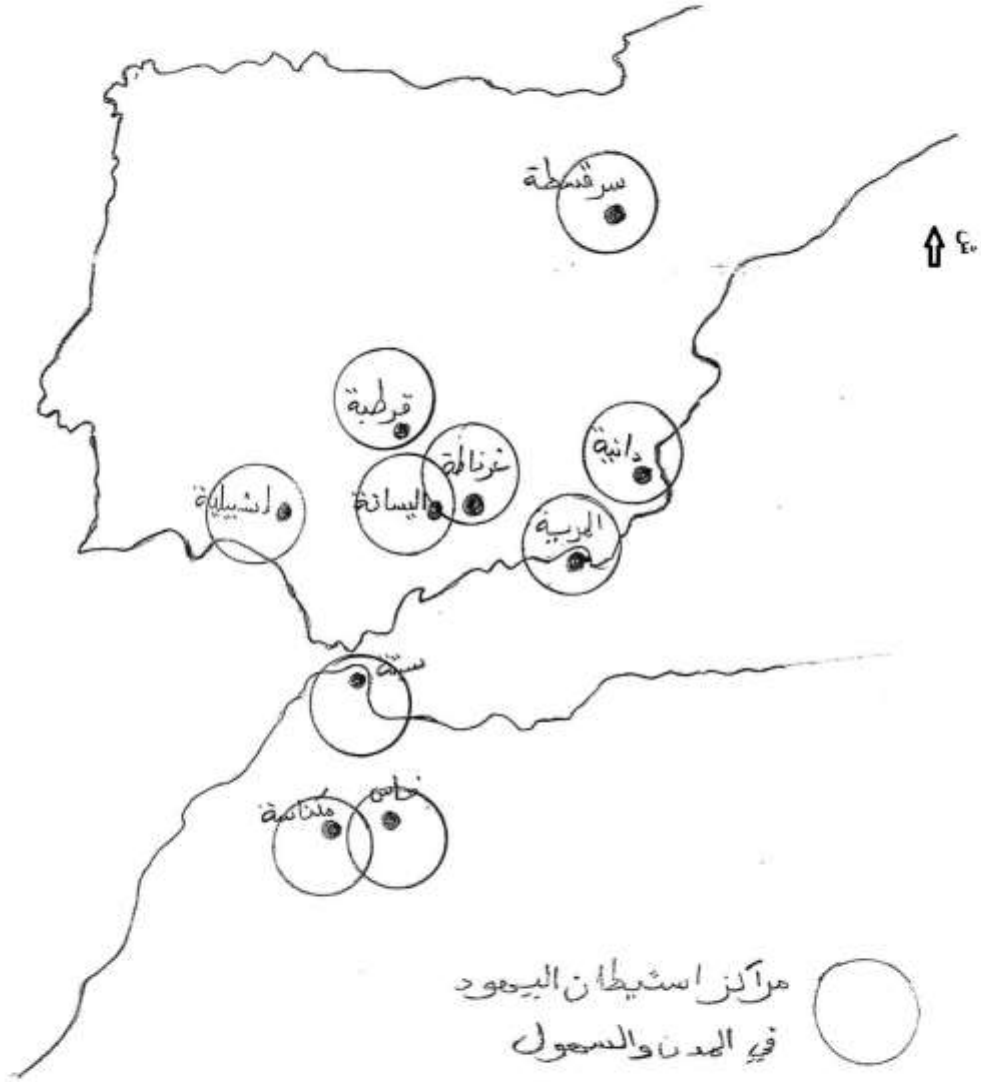 سرقسطة
قرطبة
غرناطة
دانية
اشبيلية
اليسانة
المرية
سبتة
فاس
مكناسة
مراكز استيطان اليهود
في المدن والسهول